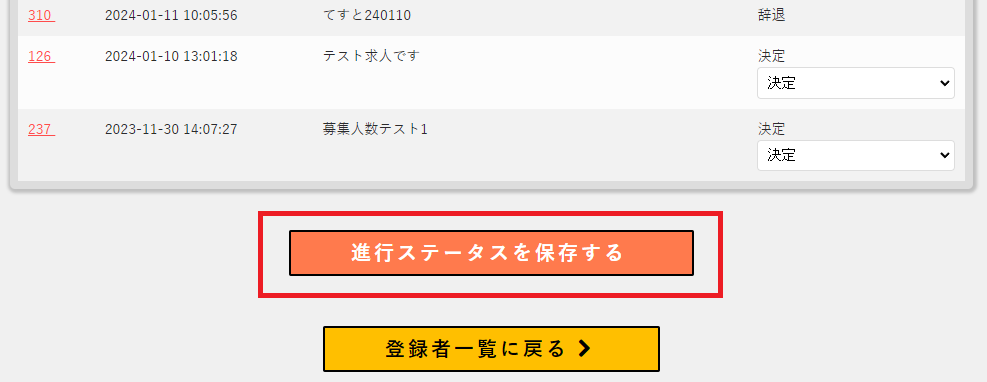 310 2024-01-11 10:05:56 てすと240110 辞退
126 2024-01-10 13:01:18 テスト求人です 決定
決定
237 2023-11-30 14:07:27 募集人数テスト1 決定
決定
進行ステータスを保存する
登録者一覧に戻る